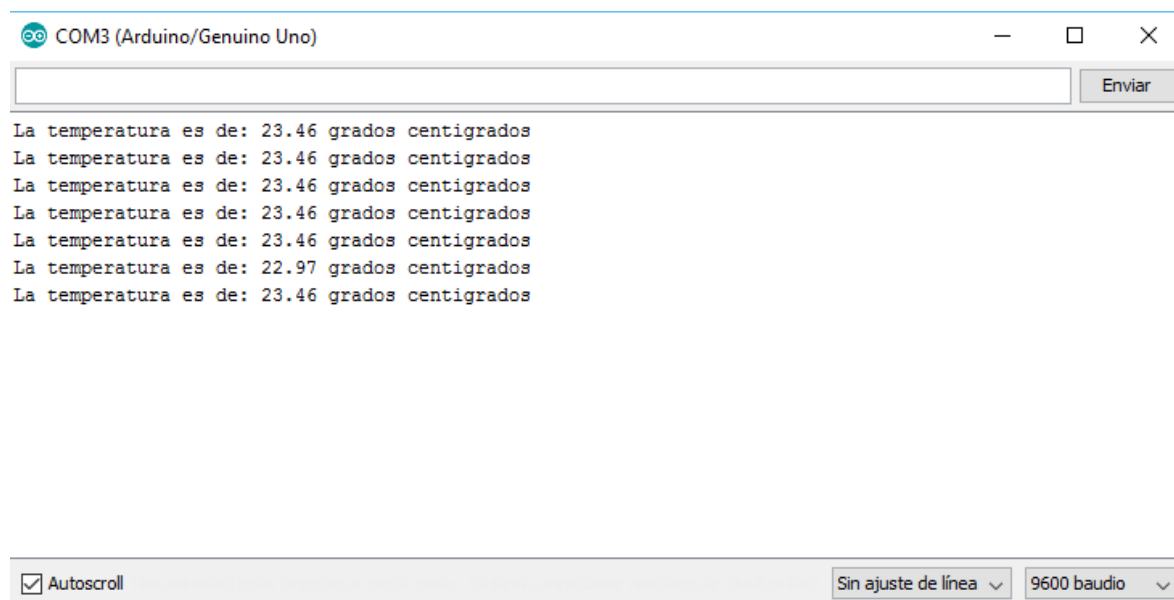 COM3 (Arduino/Genuino Uno)
Enviar
La temperatura es de: 23.46 grados centigrados
La temperatura es de: 23.46 grados centigrados
La temperatura es de: 23.46 grados centigrados
La temperatura es de: 23.46 grados centigrados
La temperatura es de: 23.46 grados centigrados
La temperatura es de: 22.97 grados centigrados
La temperatura es de: 23.46 grados centigrados
Autoscroll
Sin ajuste de línea
9600 baudio